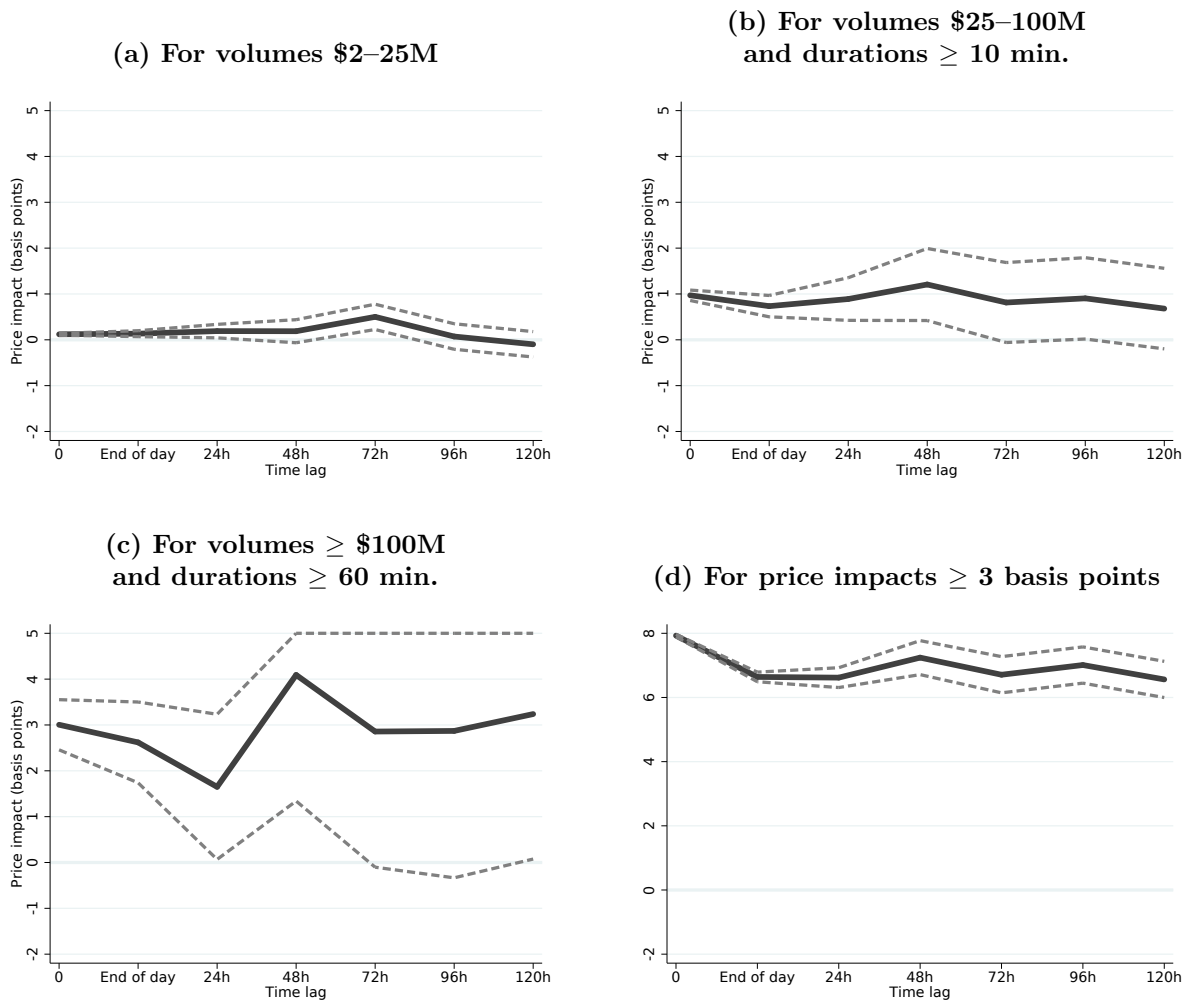 (a) For volumes $2–25M
Price impact (basis points)
5
4
3
2
1
0
-1
-2
0 End of day 24h 48h 72h 96h 120h
Time lag
(b) For volumes $25–100M
and durations ≥ 10 min.
Price impact (basis points)
5
4
3
2
1
0
-1
-2
0 End of day 24h 48h 72h 96h 120h
Time lag
(c) For volumes ≥ $100M
and durations ≥ 60 min.
Price impact (basis points)
5
4
3
2
1
0
-1
-2
0 End of day 24h 48h 72h 96h 120h
Time lag
(d) For price impacts ≥ 3 basis points
8
6
4
2
0
-2
0 End of day 24h 48h 72h 96h 120h
Time lag